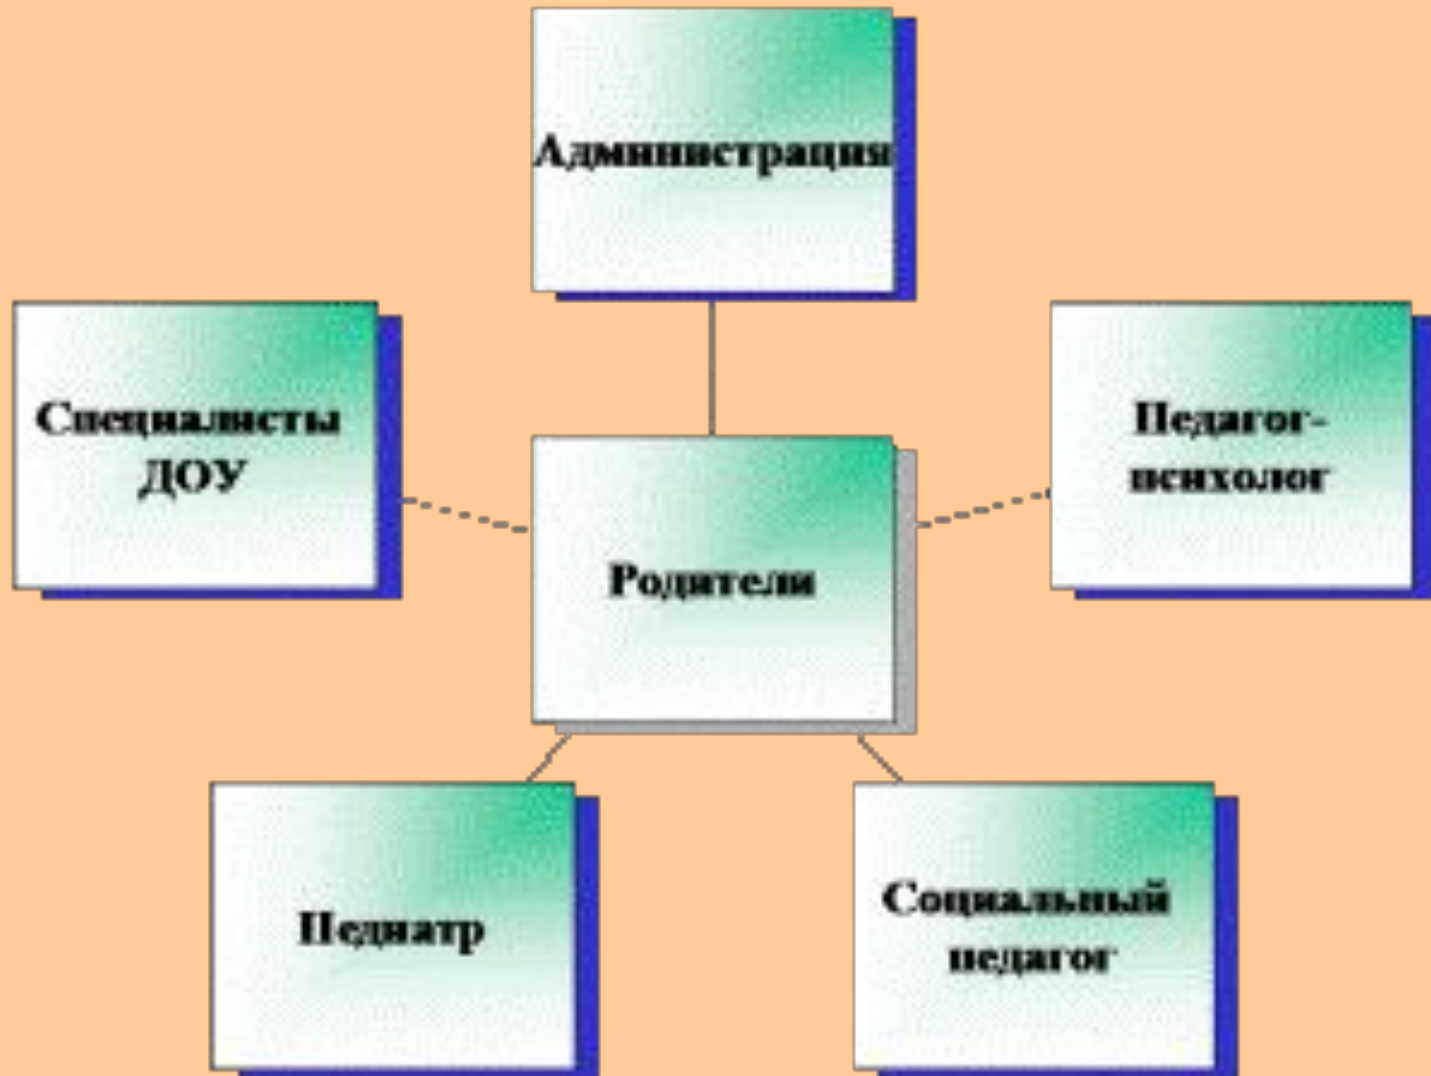 Администрация
Специалисты
ДОУ
Педагог-
психолог
Родители
Педиатр
Социальный
педагог